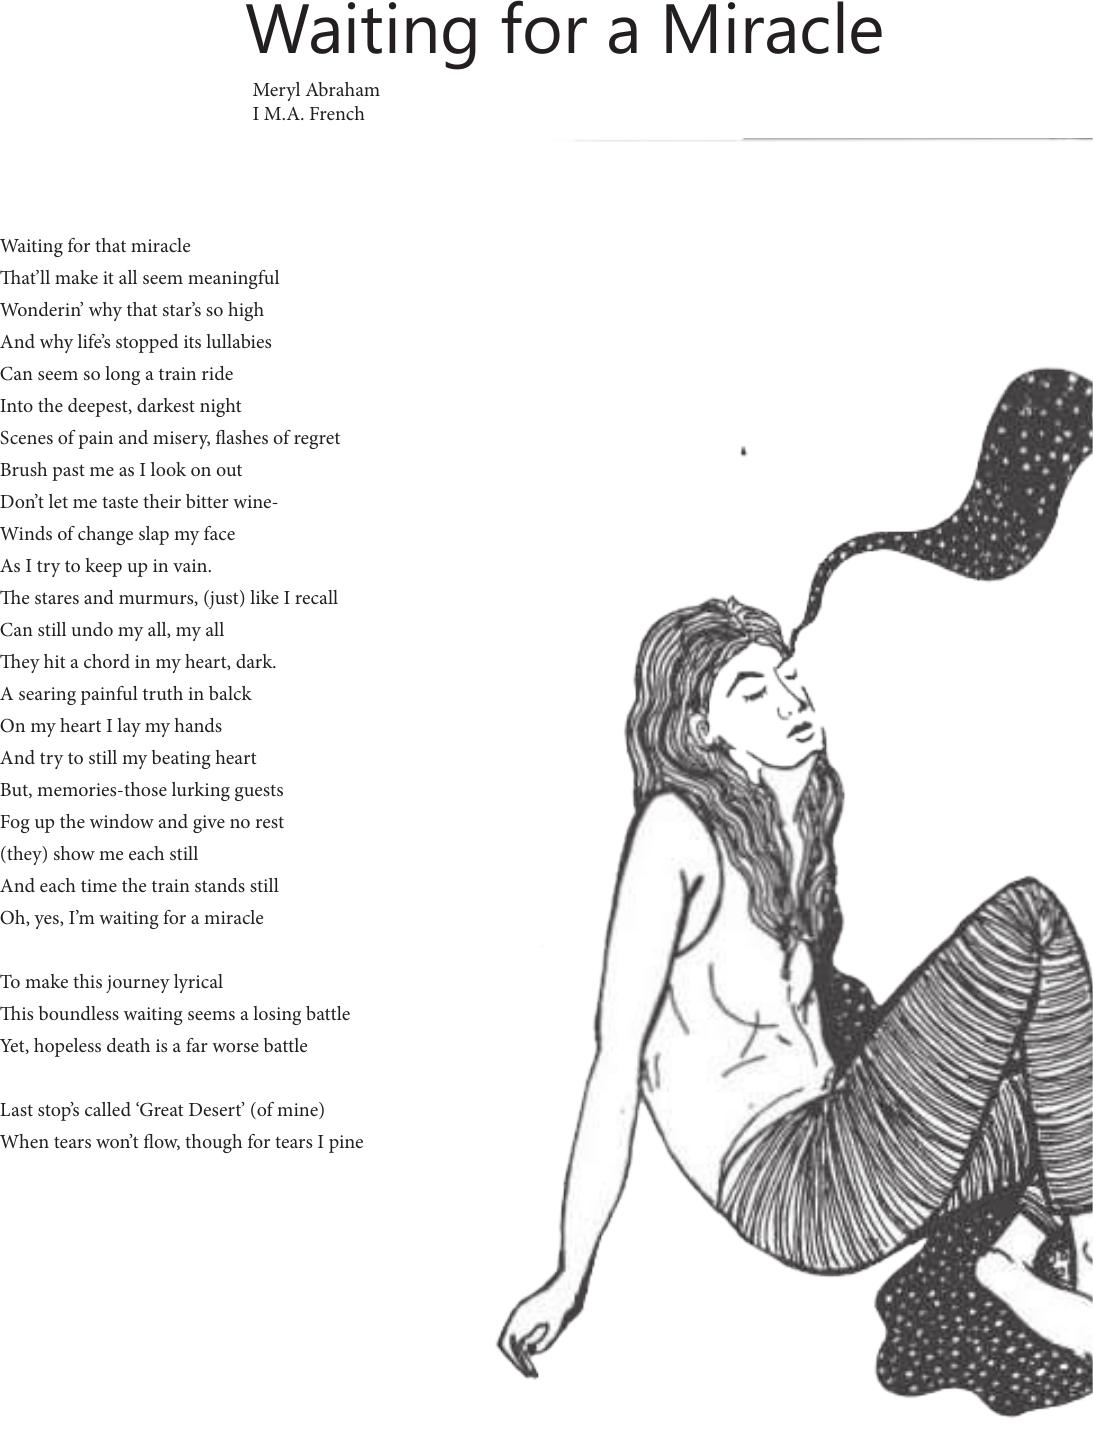 Waiting for a Miracle
Meryl Abraham
I M.A. French
Waiting for that miracle
That’ll make it all seem meaningful
Wonderin’ why that star’s so high
And why life’s stopped its lullabies
Can seem so long a train ride
Into the deepest, darkest night
Scenes of pain and misery, flashes of regret
Brush past me as I look on out
Don’t let me taste their bitter wine-
Winds of change slap my face
As I try to keep up in vain.
The stares and murmurs, (just) like I recall
Can still undo my all, my all
They hit a chord in my heart, dark.
A searing painful truth in balck
On my heart I lay my hands
And try to still my beating heart
But, memories-those lurking guests
Fog up the window and give no rest
(they) show me each still
And each time the train stands still
Oh, yes, I’m waiting for a miracle
To make this journey lyrical
This boundless waiting seems a losing battle
Yet, hopeless death is a far worse battle
Last stop’s called ‘Great Desert’ (of mine)
When tears won’t flow, though for tears I pine